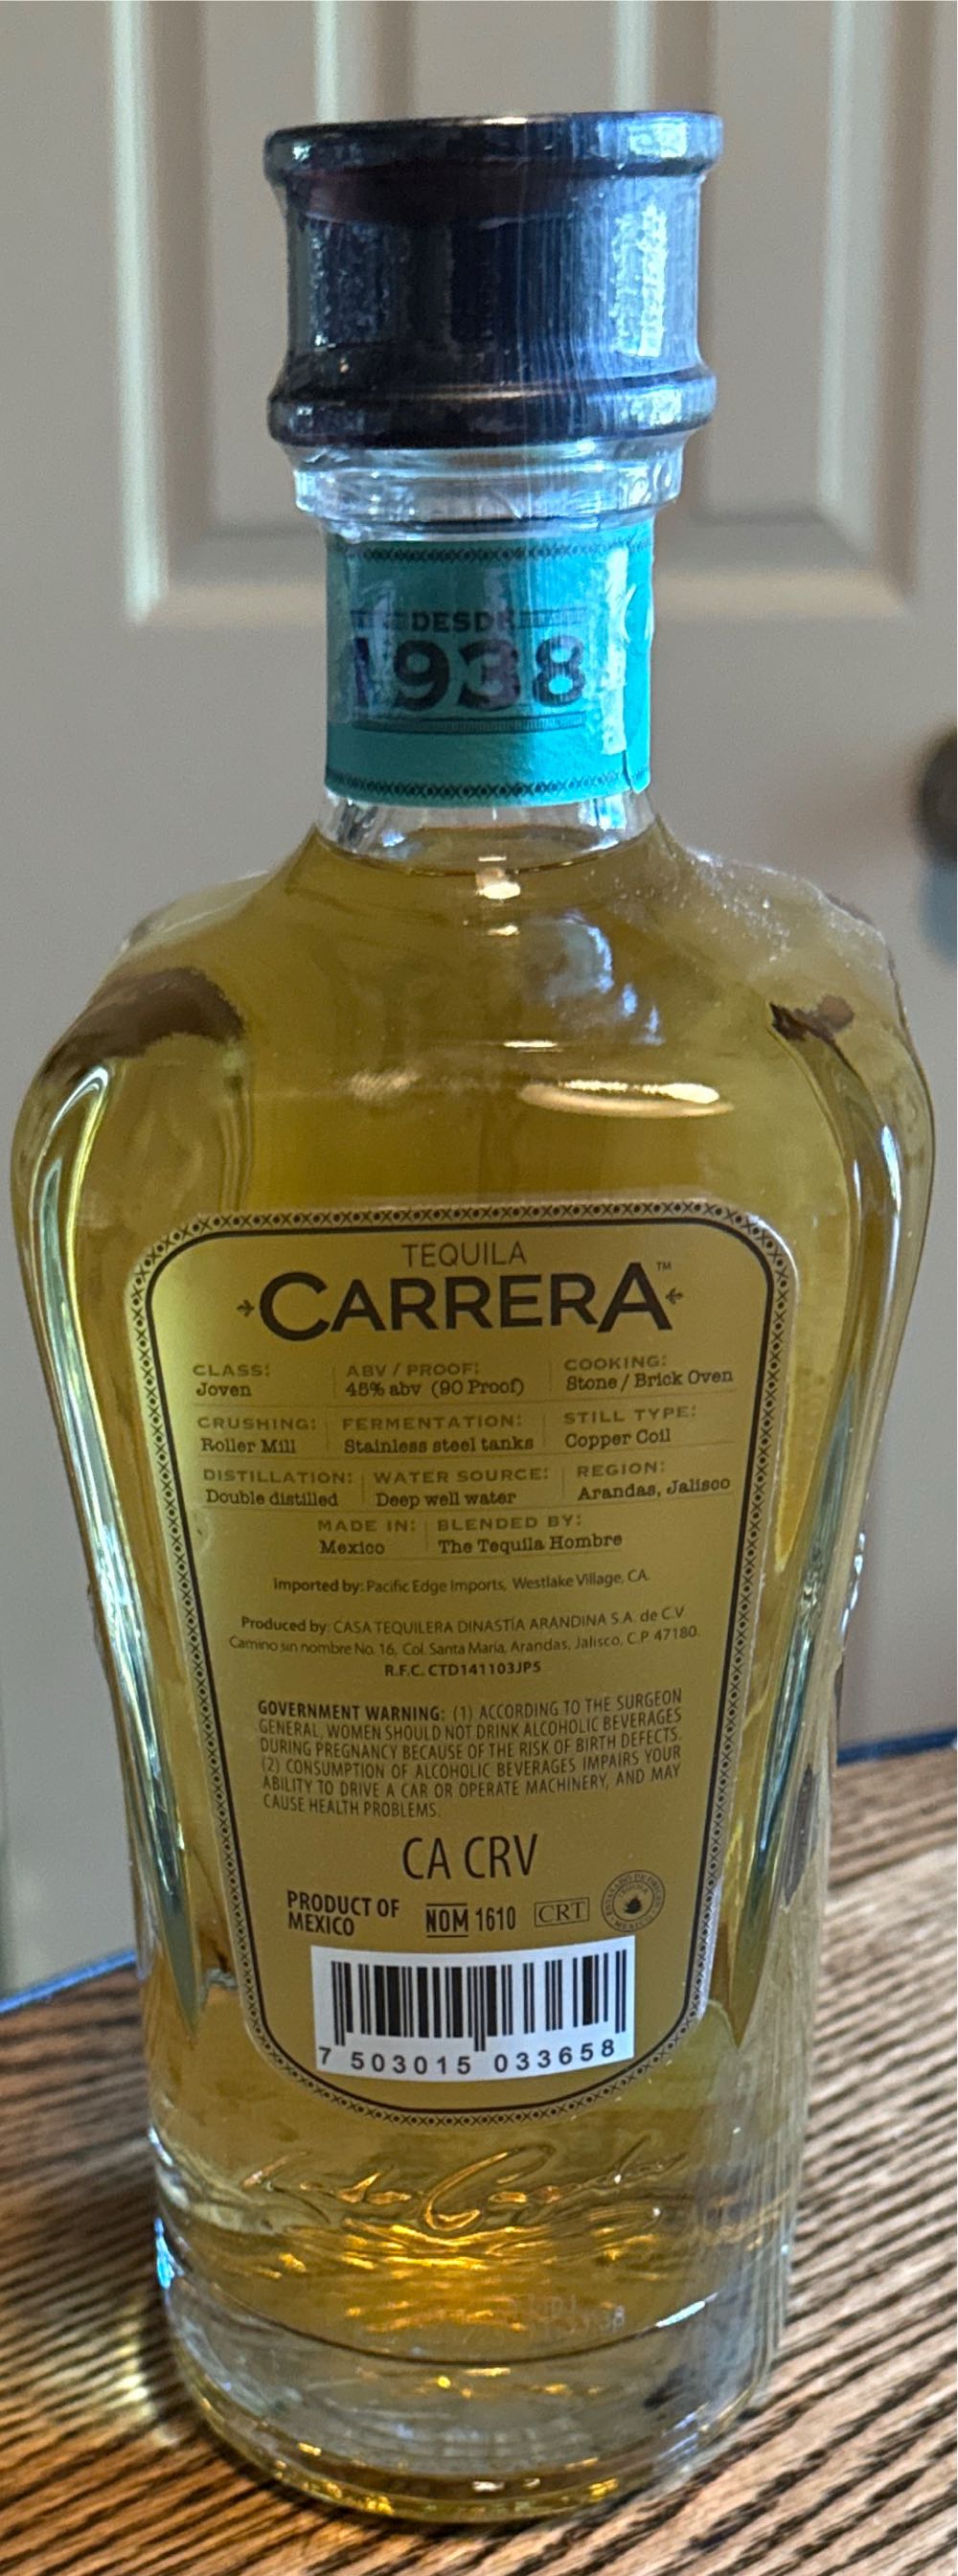 DESDE
1938
TEQUILA
CARRERA™
CLASS: ABV / PROOF: COOKING:
Joven 45% abv (90 Proof) Stone / Brick Oven
CRUSHING: FERMENTATION: STILL TYPE:
Roller Mill Stainless steel tanks Copper Coil
DISTILLATION: WATER SOURCE: REGION:
Double distilled Deep well water Arandas, Jalisco
MADE IN: BLENDED BY:
Mexico The Tequila Hombre
Imported by: Pacific Edge Imports, Westlake Village, CA.
Produced by: CASA TEQUILERA DINASTÍA ARANDINA S.A. de C.V.
Camino sin nombre No. 16, Col. Santa María, Arandas, Jalisco, C.P 47180.
R.F.C. CTD141103JP5
GOVERNMENT WARNING: (1) ACCORDING TO THE SURGEON
GENERAL, WOMEN SHOULD NOT DRINK ALCOHOLIC BEVERAGES
DURING PREGNANCY BECAUSE OF THE RISK OF BIRTH DEFECTS.
(2) CONSUMPTION OF ALCOHOLIC BEVERAGES IMPAIRS YOUR
ABILITY TO DRIVE A CAR OR OPERATE MACHINERY, AND MAY
CAUSE HEALTH PROBLEMS.
CA CRV
PRODUCT OF
MEXICO NOM 1610 CRT
7 503015 033658